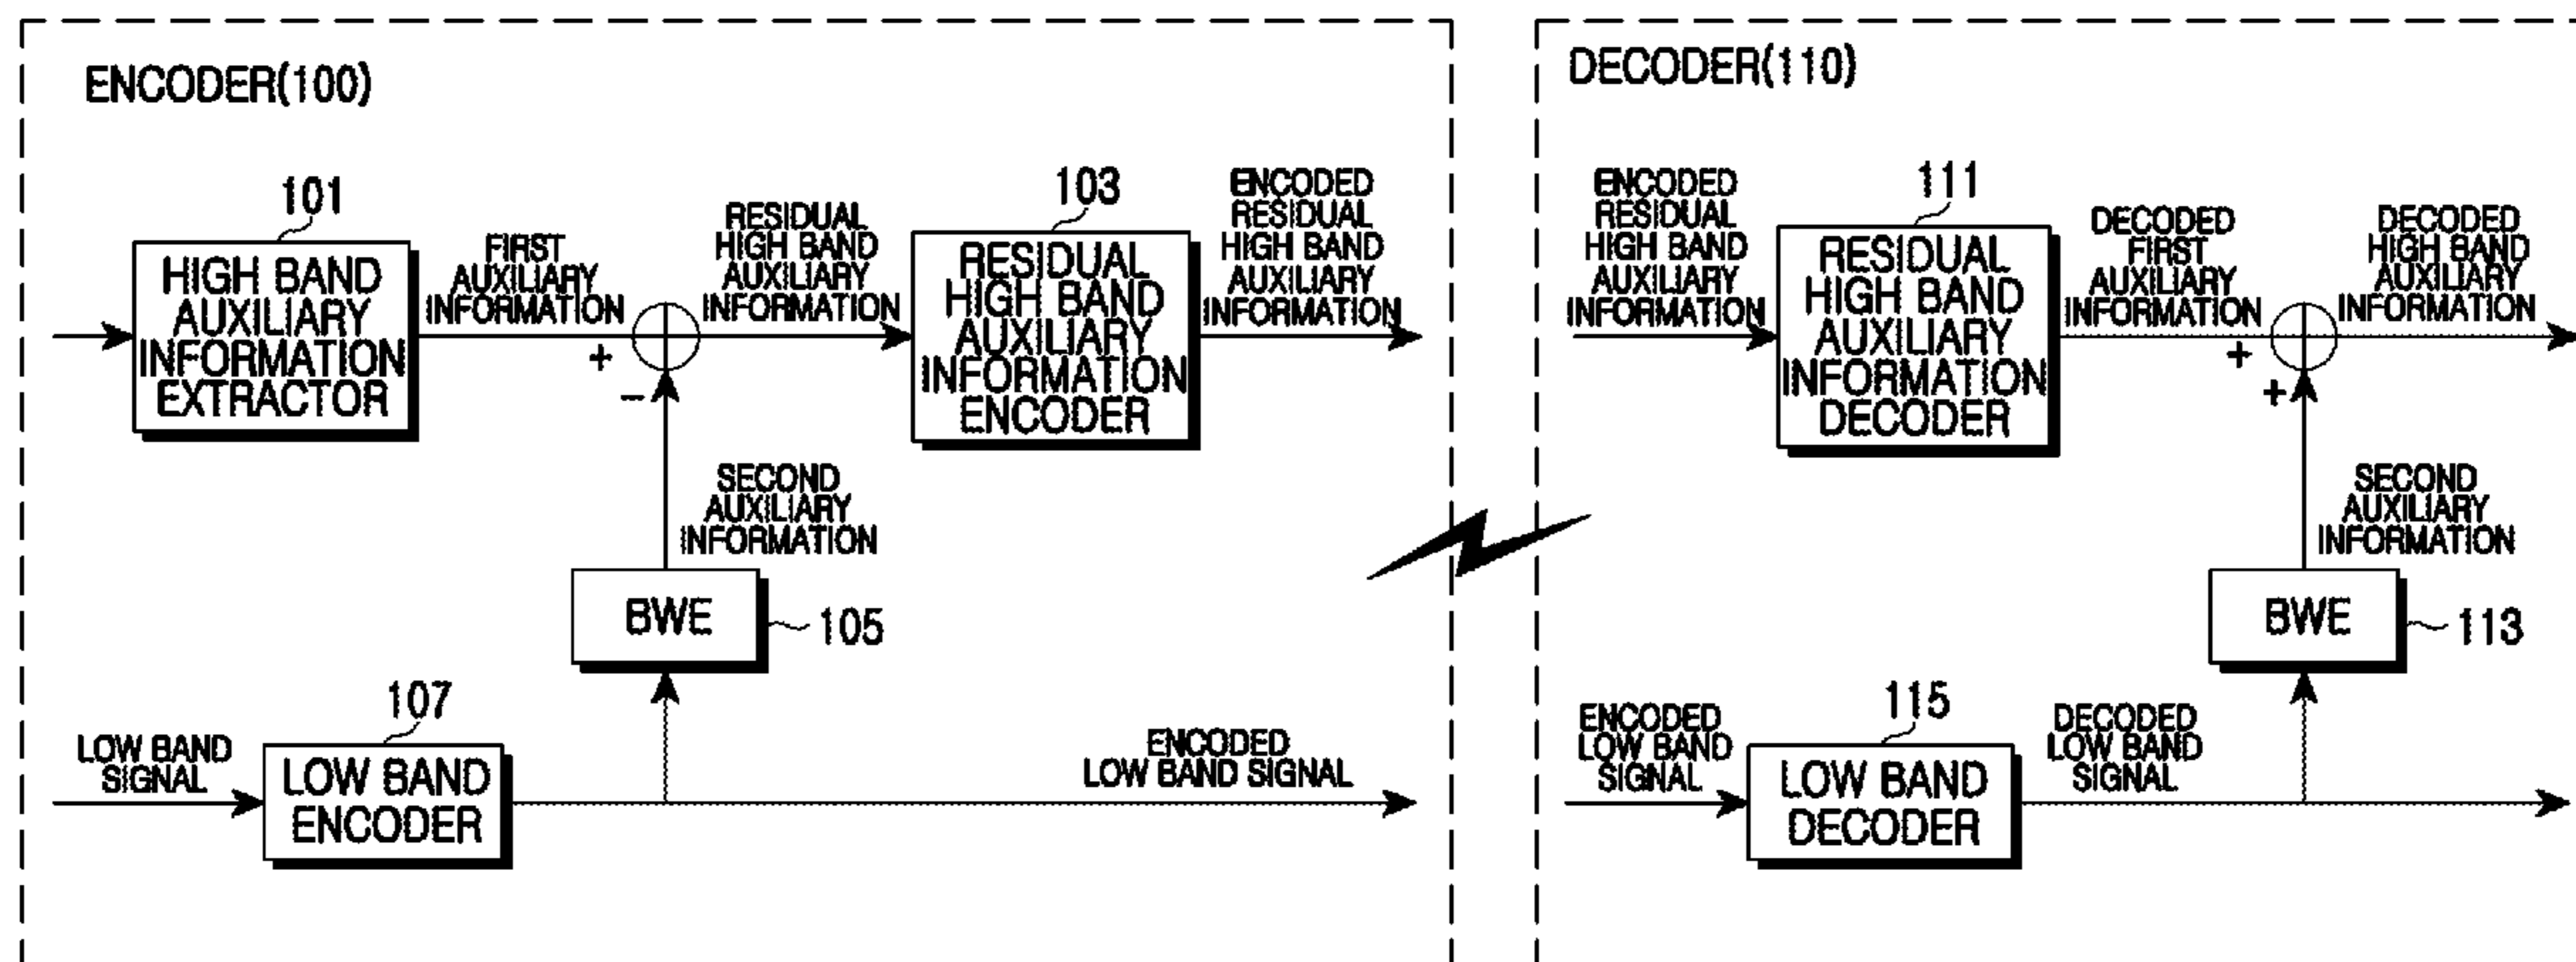 ENCODER(100)
101
HIGH BAND
AUXILIARY
INFORMATION
EXTRACTOR
FIRST
AUXILIARY
INFORMATION
+
−
RESIDUAL
HIGH BAND
AUXILIARY
INFORMATION
103
RESIDUAL
HIGH BAND
AUXILIARY
INFORMATION
ENCODER
ENCODED
RESIDUAL
HIGH BAND
AUXILIARY
INFORMATION
SECOND
AUXILIARY
INFORMATION
BWE
105
LOW BAND
SIGNAL
107
LOW BAND
ENCODER
ENCODED
LOW BAND SIGNAL
DECODER(110)
ENCODED
RESIDUAL
HIGH BAND
AUXILIARY
INFORMATION
111
RESIDUAL
HIGH BAND
AUXILIARY
INFORMATION
DECODER
DECODED
FIRST
AUXILIARY
INFORMATION
+
+
DECODED
HIGH BAND
AUXILIARY
INFORMATION
SECOND
AUXILIARY
INFORMATION
BWE
113
ENCODED
LOW BAND
SIGNAL
115
LOW BAND
DECODER
DECODED
LOW BAND
SIGNAL